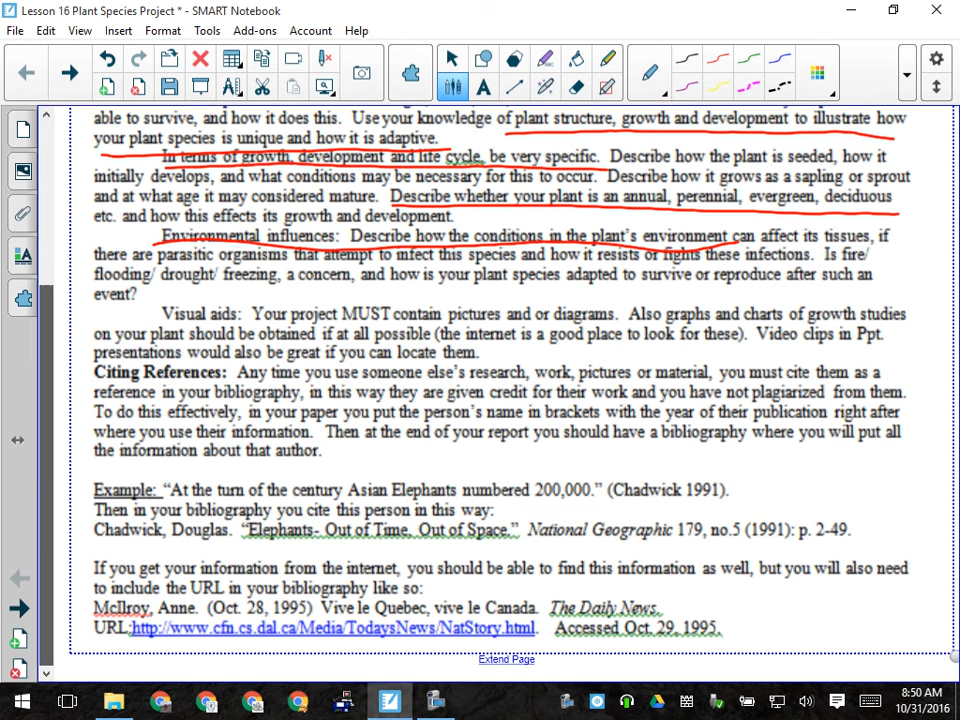 Lesson 16 Plant Species Project * - SMART Notebook
File Edit View Insert Format Tools Add-ons Account Help
able to survive, and how it does this. Use your knowledge of plant structure, growth and development to illustrate how
your plant species is unique and how it is adaptive.
In terms of growth, development and life cycle, be very specific. Describe how the plant is seeded, how it
initially develops, and what conditions may be necessary for this to occur. Describe how it grows as a sapling or sprout
and at what age it may considered mature. Describe whether your plant is an annual, perennial, evergreen, deciduous
etc. and how this effects its growth and development.
Environmental influences: Describe how the conditions in the plant's environment can affect its tissues, if
there are parasitic organisms that attempt to infect this species and how it resists or fights these infections. Is fire/
flooding/ drought/ freezing, a concern, and how is your plant species adapted to survive or reproduce after such an
event?
Visual aids: Your project MUST contain pictures and or diagrams. Also graphs and charts of growth studies
on your plant should be obtained if at all possible (the internet is a good place to look for these). Video clips in Ppt.
presentations would also be great if you can locate them.
Citing References: Any time you use someone else's research, work, pictures or material, you must cite them as a
reference in your bibliography, in this way they are given credit for their work and you have not plagiarized from them.
To do this effectively, in your paper you put the person's name in brackets with the year of their publication right after
where you use their information. Then at the end of your report you should have a bibliography where you will put all
the information about that author.
Example: "At the turn of the century Asian Elephants numbered 200,000." (Chadwick 1991).
Then in your bibliography you cite this person in this way:
Chadwick, Douglas. "Elephants- Out of Time, Out of Space." National Geographic 179, no.5 (1991): p. 2-49.
If you get your information from the internet, you should be able to find this information as well, but you will also need
to include the URL in your bibliography like so:
McIlroy, Anne. (Oct. 28, 1995) Vive le Quebec, vive le Canada. The Daily News.
URL:http://www.cfn.cs.dal.ca/Media/TodaysNews/NatStory.html. Accessed Oct. 29, 1995.
Extend Page
8:50 AM
10/31/2016